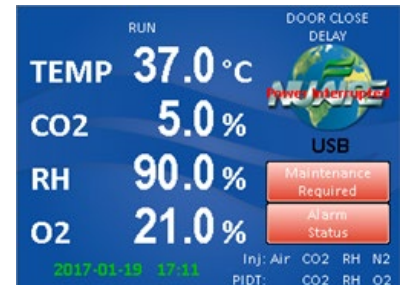 RUN
DOOR CLOSE
DELAY
TEMP 37.0 °C
Power Interrupted
NUAIRE
CO2 5.0 %
USB
RH 90.0 %
Maintenance
Required
O2 21.0 %
Alarm
Status
2017-01-19 17:11
Inj: Air CO2 RH N2
PIDT: CO2 RH O2